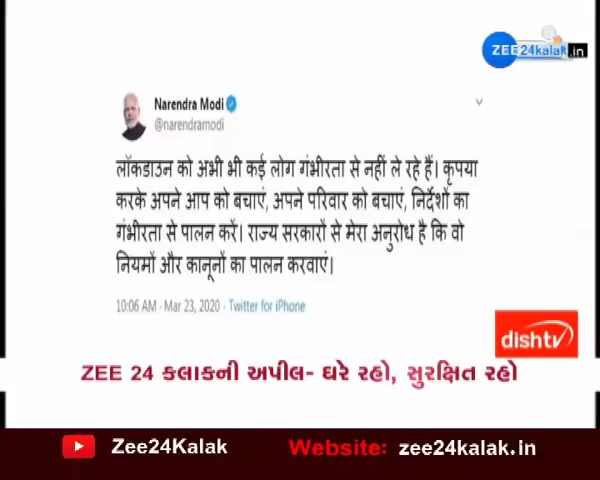 ZEE24kalak.in
Narendra Modi
@narendramodi
लॉकडाउन को अभी भी कई लोग गंभीरता से नहीं ले रहे हैं। कृपया
करके अपने आप को बचाएं, अपने परिवार को बचाएं, निर्देशों का
गंभीरता से पालन करें। राज्य सरकारों से मेरा अनुरोध है कि वो
नियमों और कानूनों का पालन करवाएं।
10:06 AM · Mar 23, 2020 · Twitter for iPhone
dishtv
ZEE 24 કલાકની અપીલ- ઘરે રહો, સુરક્ષિત રહો
Zee24Kalak Website: zee24kalak.in